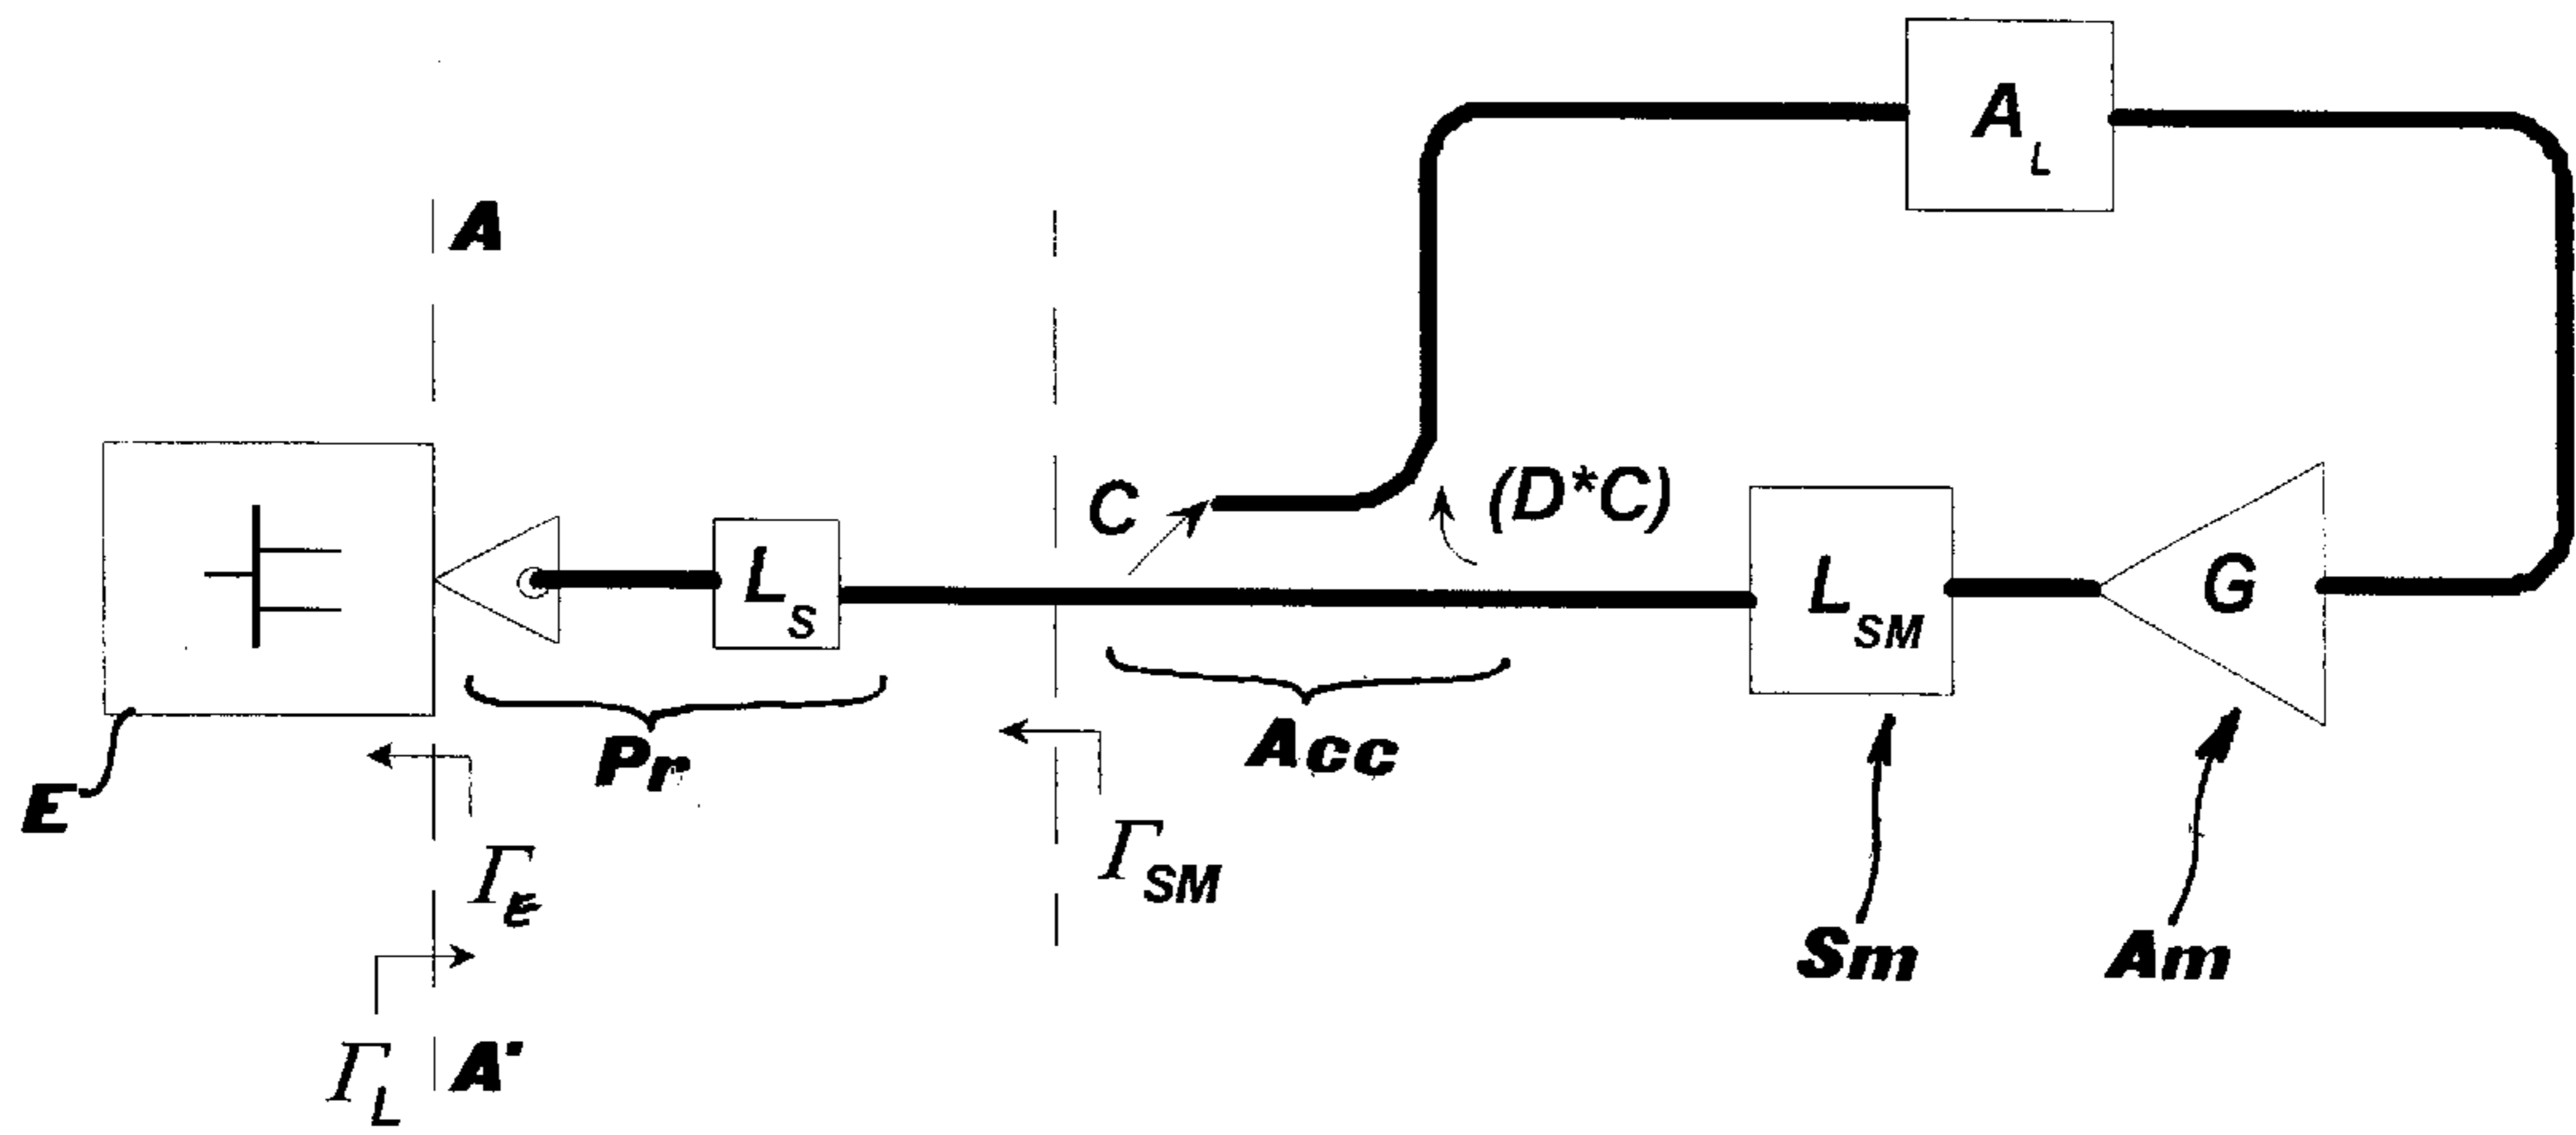 A_L
A
C
(D*C)
L_S
L_SM
G
Pr
Acc
E
Γ_E
Γ_SM
Sm
Am
Γ_L
A'